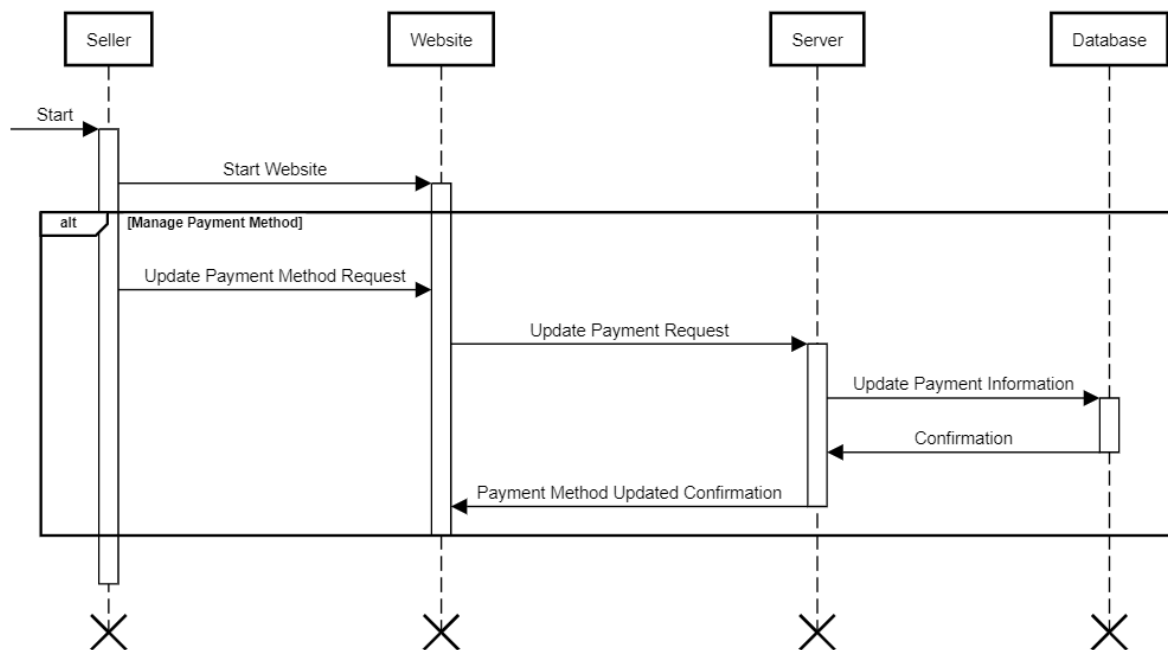 Seller
Website
Server
Database
Start
Start Website
alt
[Manage Payment Method]
Update Payment Method Request
Update Payment Request
Update Payment Information
Confirmation
Payment Method Updated Confirmation